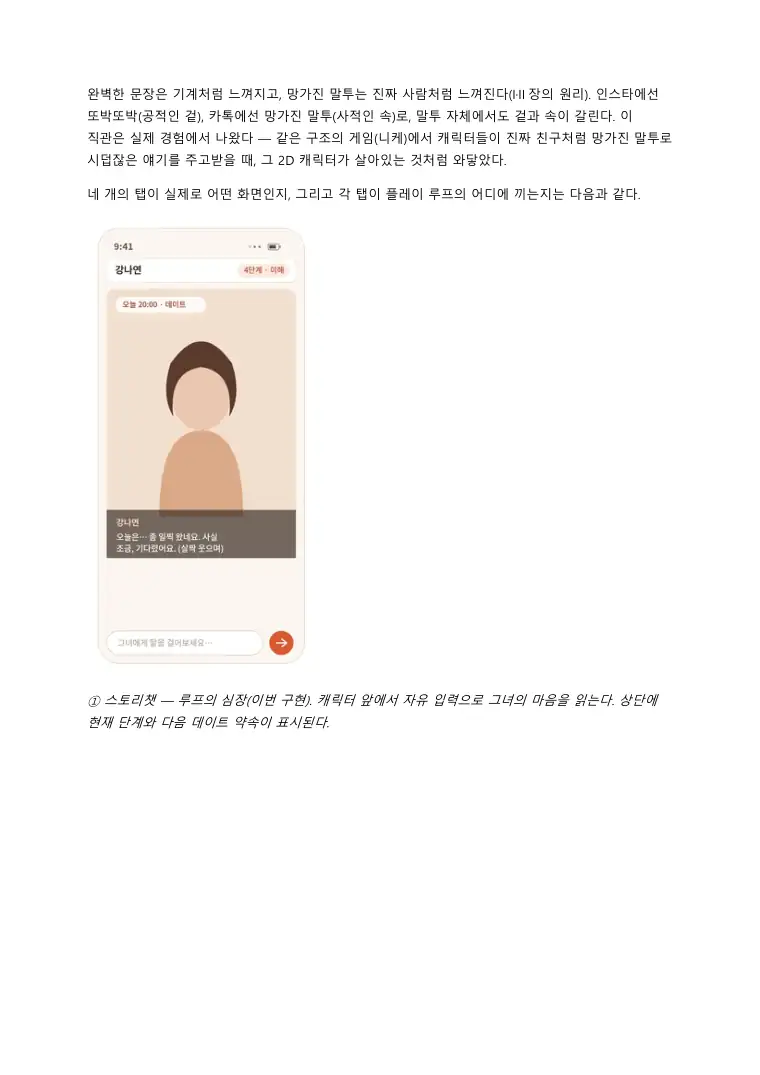 완벽한 문장은 기계처럼 느껴지고, 망가진 말투는 진짜 사람처럼 느껴진다(I·II 장의 원리). 인스타에선
또박또박(공적인 겉), 카톡에선 망가진 말투(사적인 속)로, 말투 자체에서도 겉과 속이 갈린다. 이
직관은 실제 경험에서 나왔다 — 같은 구조의 게임(니케)에서 캐릭터들이 진짜 친구처럼 망가진 말투로
시덥잖은 얘기를 주고받을 때, 그 2D 캐릭터가 살아있는 것처럼 와닿았다.
네 개의 탭이 실제로 어떤 화면인지, 그리고 각 탭이 플레이 루프의 어디에 끼는지는 다음과 같다.
9:41
강나연
4단계 · 이해
오늘 20:00 · 데이트
강나연
오늘은… 좀 일찍 왔네요. 사실
조금, 기다렸어요. (살짝 웃으며)
그녀에게 말을 걸어보세요…
① 스토리챗 — 루프의 심장(이번 구현). 캐릭터 앞에서 자유 입력으로 그녀의 마음을 읽는다. 상단에
현재 단계와 다음 데이트 약속이 표시된다.